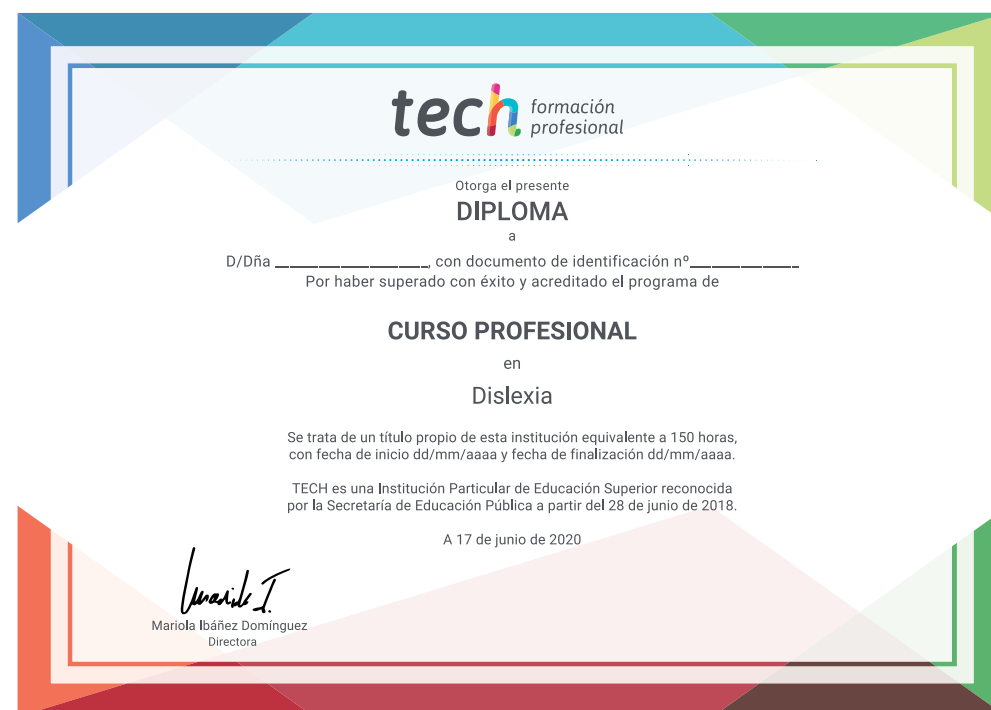 tech formación
profesional
Otorga el presente
DIPLOMA
a
D/Dña ______________________, con documento de identificación nº_______________
Por haber superado con éxito y acreditado el programa de
CURSO PROFESIONAL
en
Dislexia
Se trata de un título propio de esta institución equivalente a 150 horas,
con fecha de inicio dd/mm/aaaa y fecha de finalización dd/mm/aaaa.
TECH es una Institución Particular de Educación Superior reconocida
por la Secretaría de Educación Pública a partir del 28 de junio de 2018.
A 17 de junio de 2020
Mariola Ibáñez Domínguez
Directora